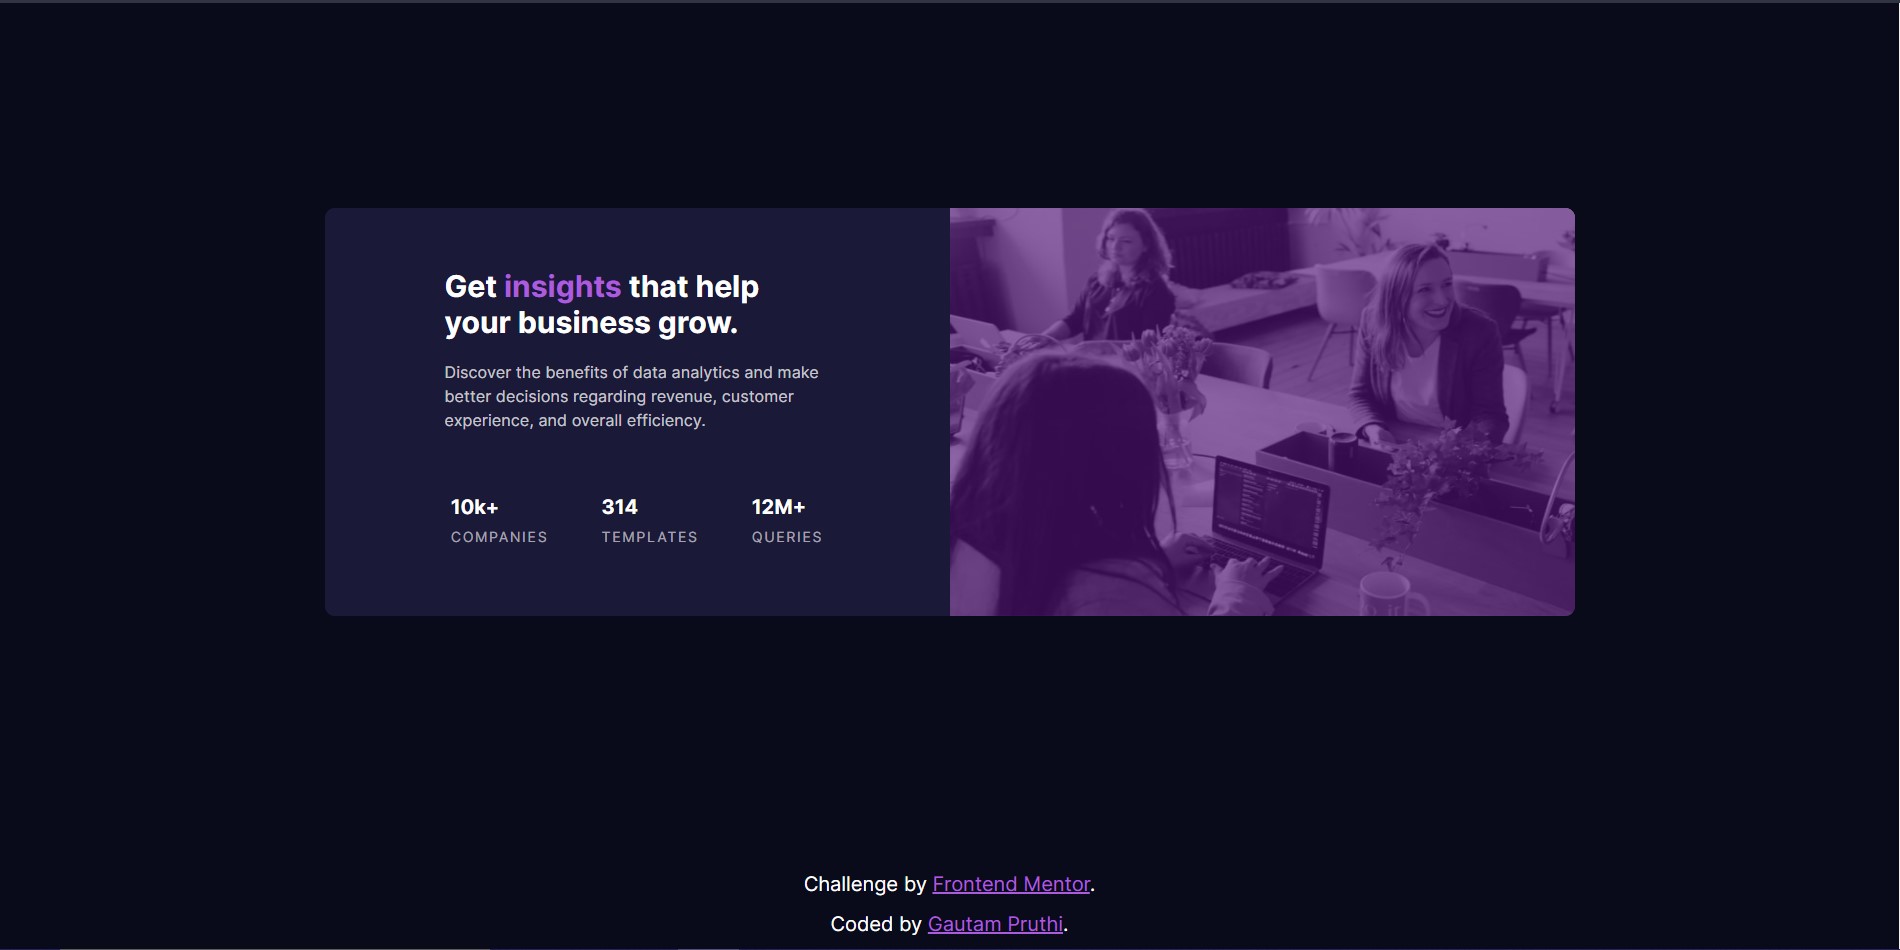 Get insights that help
your business grow.
Discover the benefits of data analytics and make
better decisions regarding revenue, customer
experience, and overall efficiency.
10k+ 314 12M+
COMPANIES TEMPLATES QUERIES
Challenge by Frontend Mentor.
Coded by Gautam Pruthi.